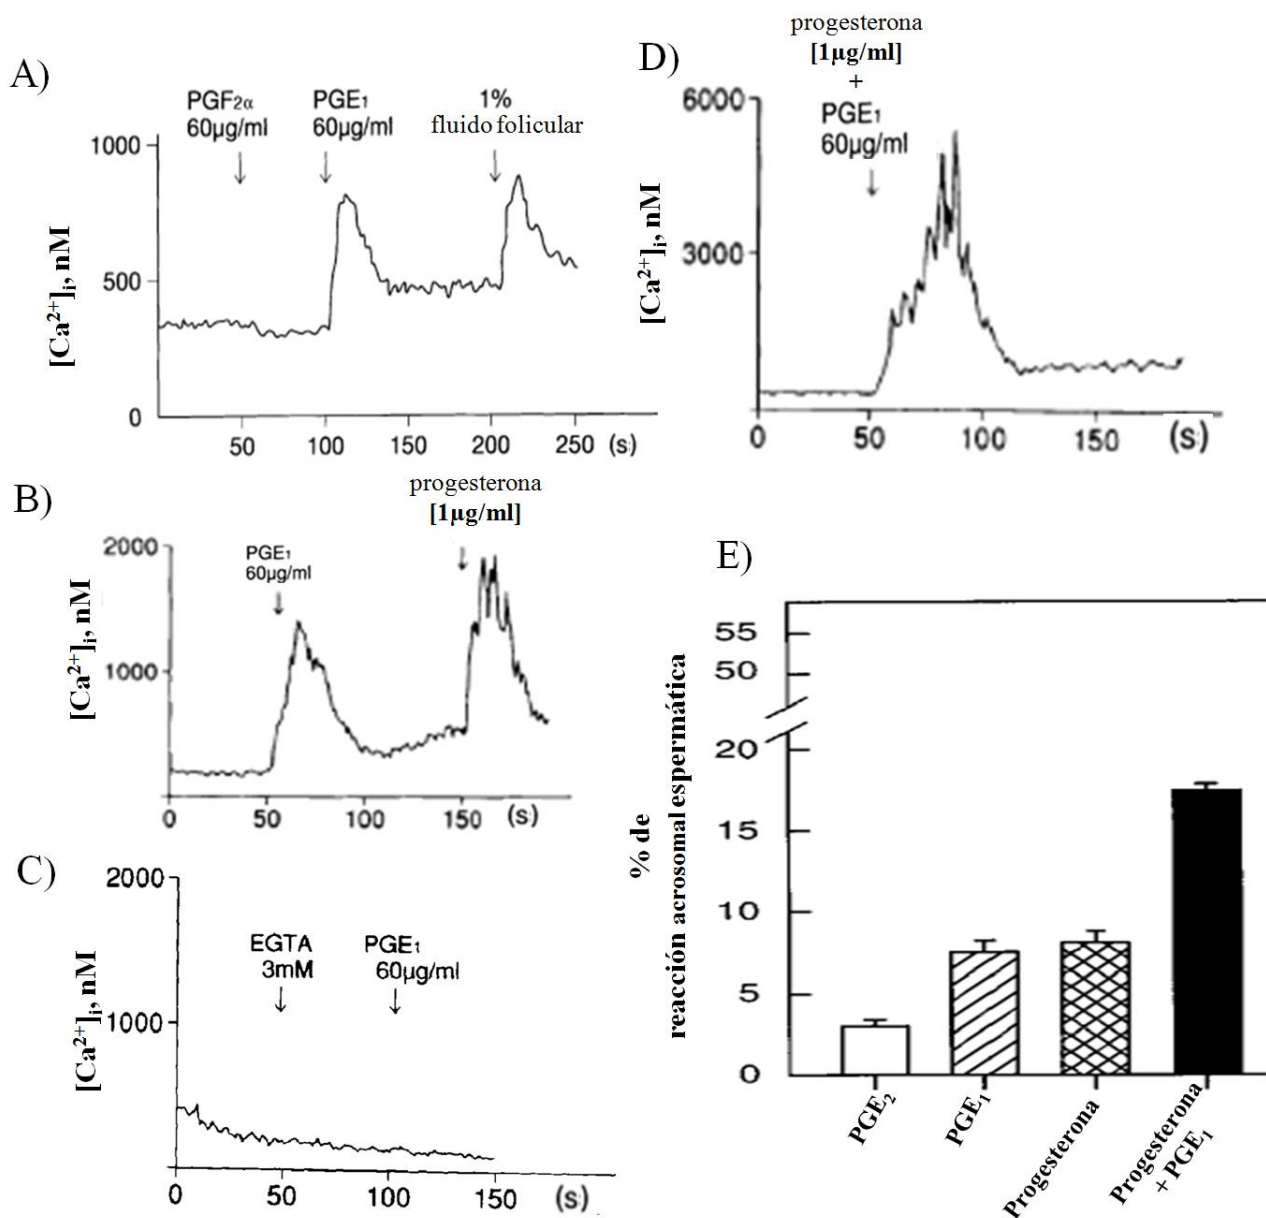 A)
PGF2α
60µg/ml
PGE1
60µg/ml
1%
fluido folicular
[Ca2+]i, nM
1000
500
0
50
100
150
200
250
(s)
B)
progesterona
[1µg/ml]
PGE1
60µg/ml
[Ca2+]i, nM
2000
1000
0
50
100
150
(s)
C)
EGTA
3mM
PGE1
60µg/ml
[Ca2+]i, nM
2000
1000
0
50
100
150
(s)
D)
progesterona
[1µg/ml]
+
PGE1
60µg/ml
[Ca2+]i, nM
6000
3000
0
50
100
150
(s)
E)
% de
reacción acrosomal espermática
55
50
20
15
10
5
0
PGE2
PGE1
Progesterona
Progesterona
+ PGE1